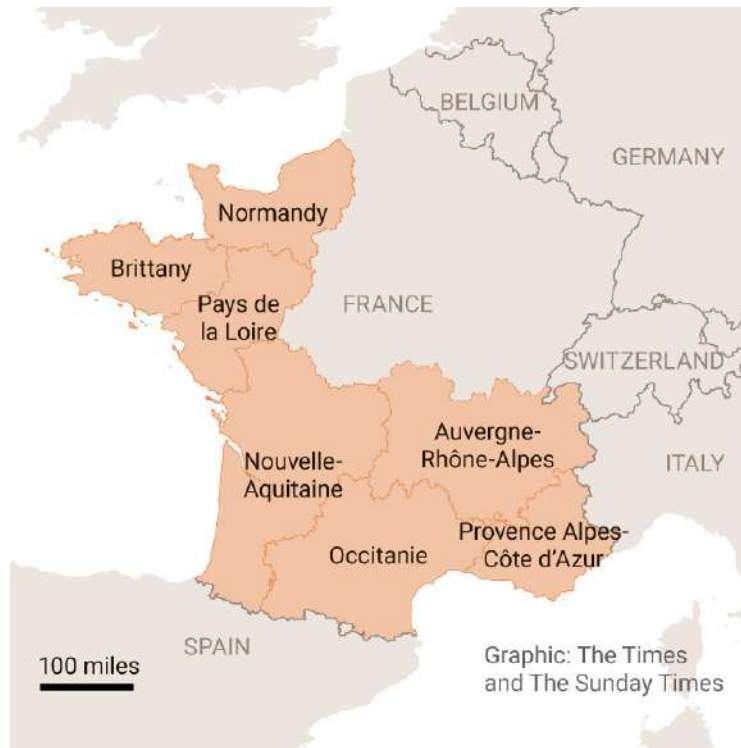 BELGIUM
GERMANY
Normandy
Brittany
Pays de
la Loire
FRANCE
SWITZERLAND
Auvergne-
Rhône-Alpes
ITALY
Nouvelle-
Aquitaine
Provence Alpes-
Côte d'Azur
Occitanie
SPAIN
100 miles
Graphic: The Times
and The Sunday Times